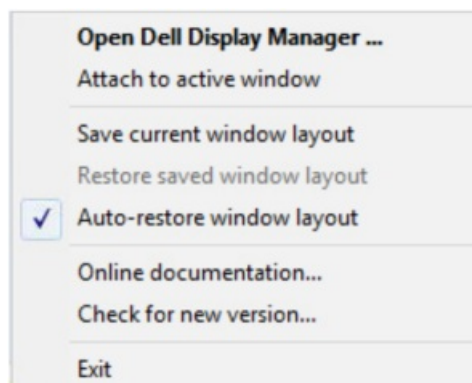 Open Dell Display Manager ...
Attach to active window
Save current window layout
Restore saved window layout
Auto-restore window layout
Online documentation...
Check for new version...
Exit